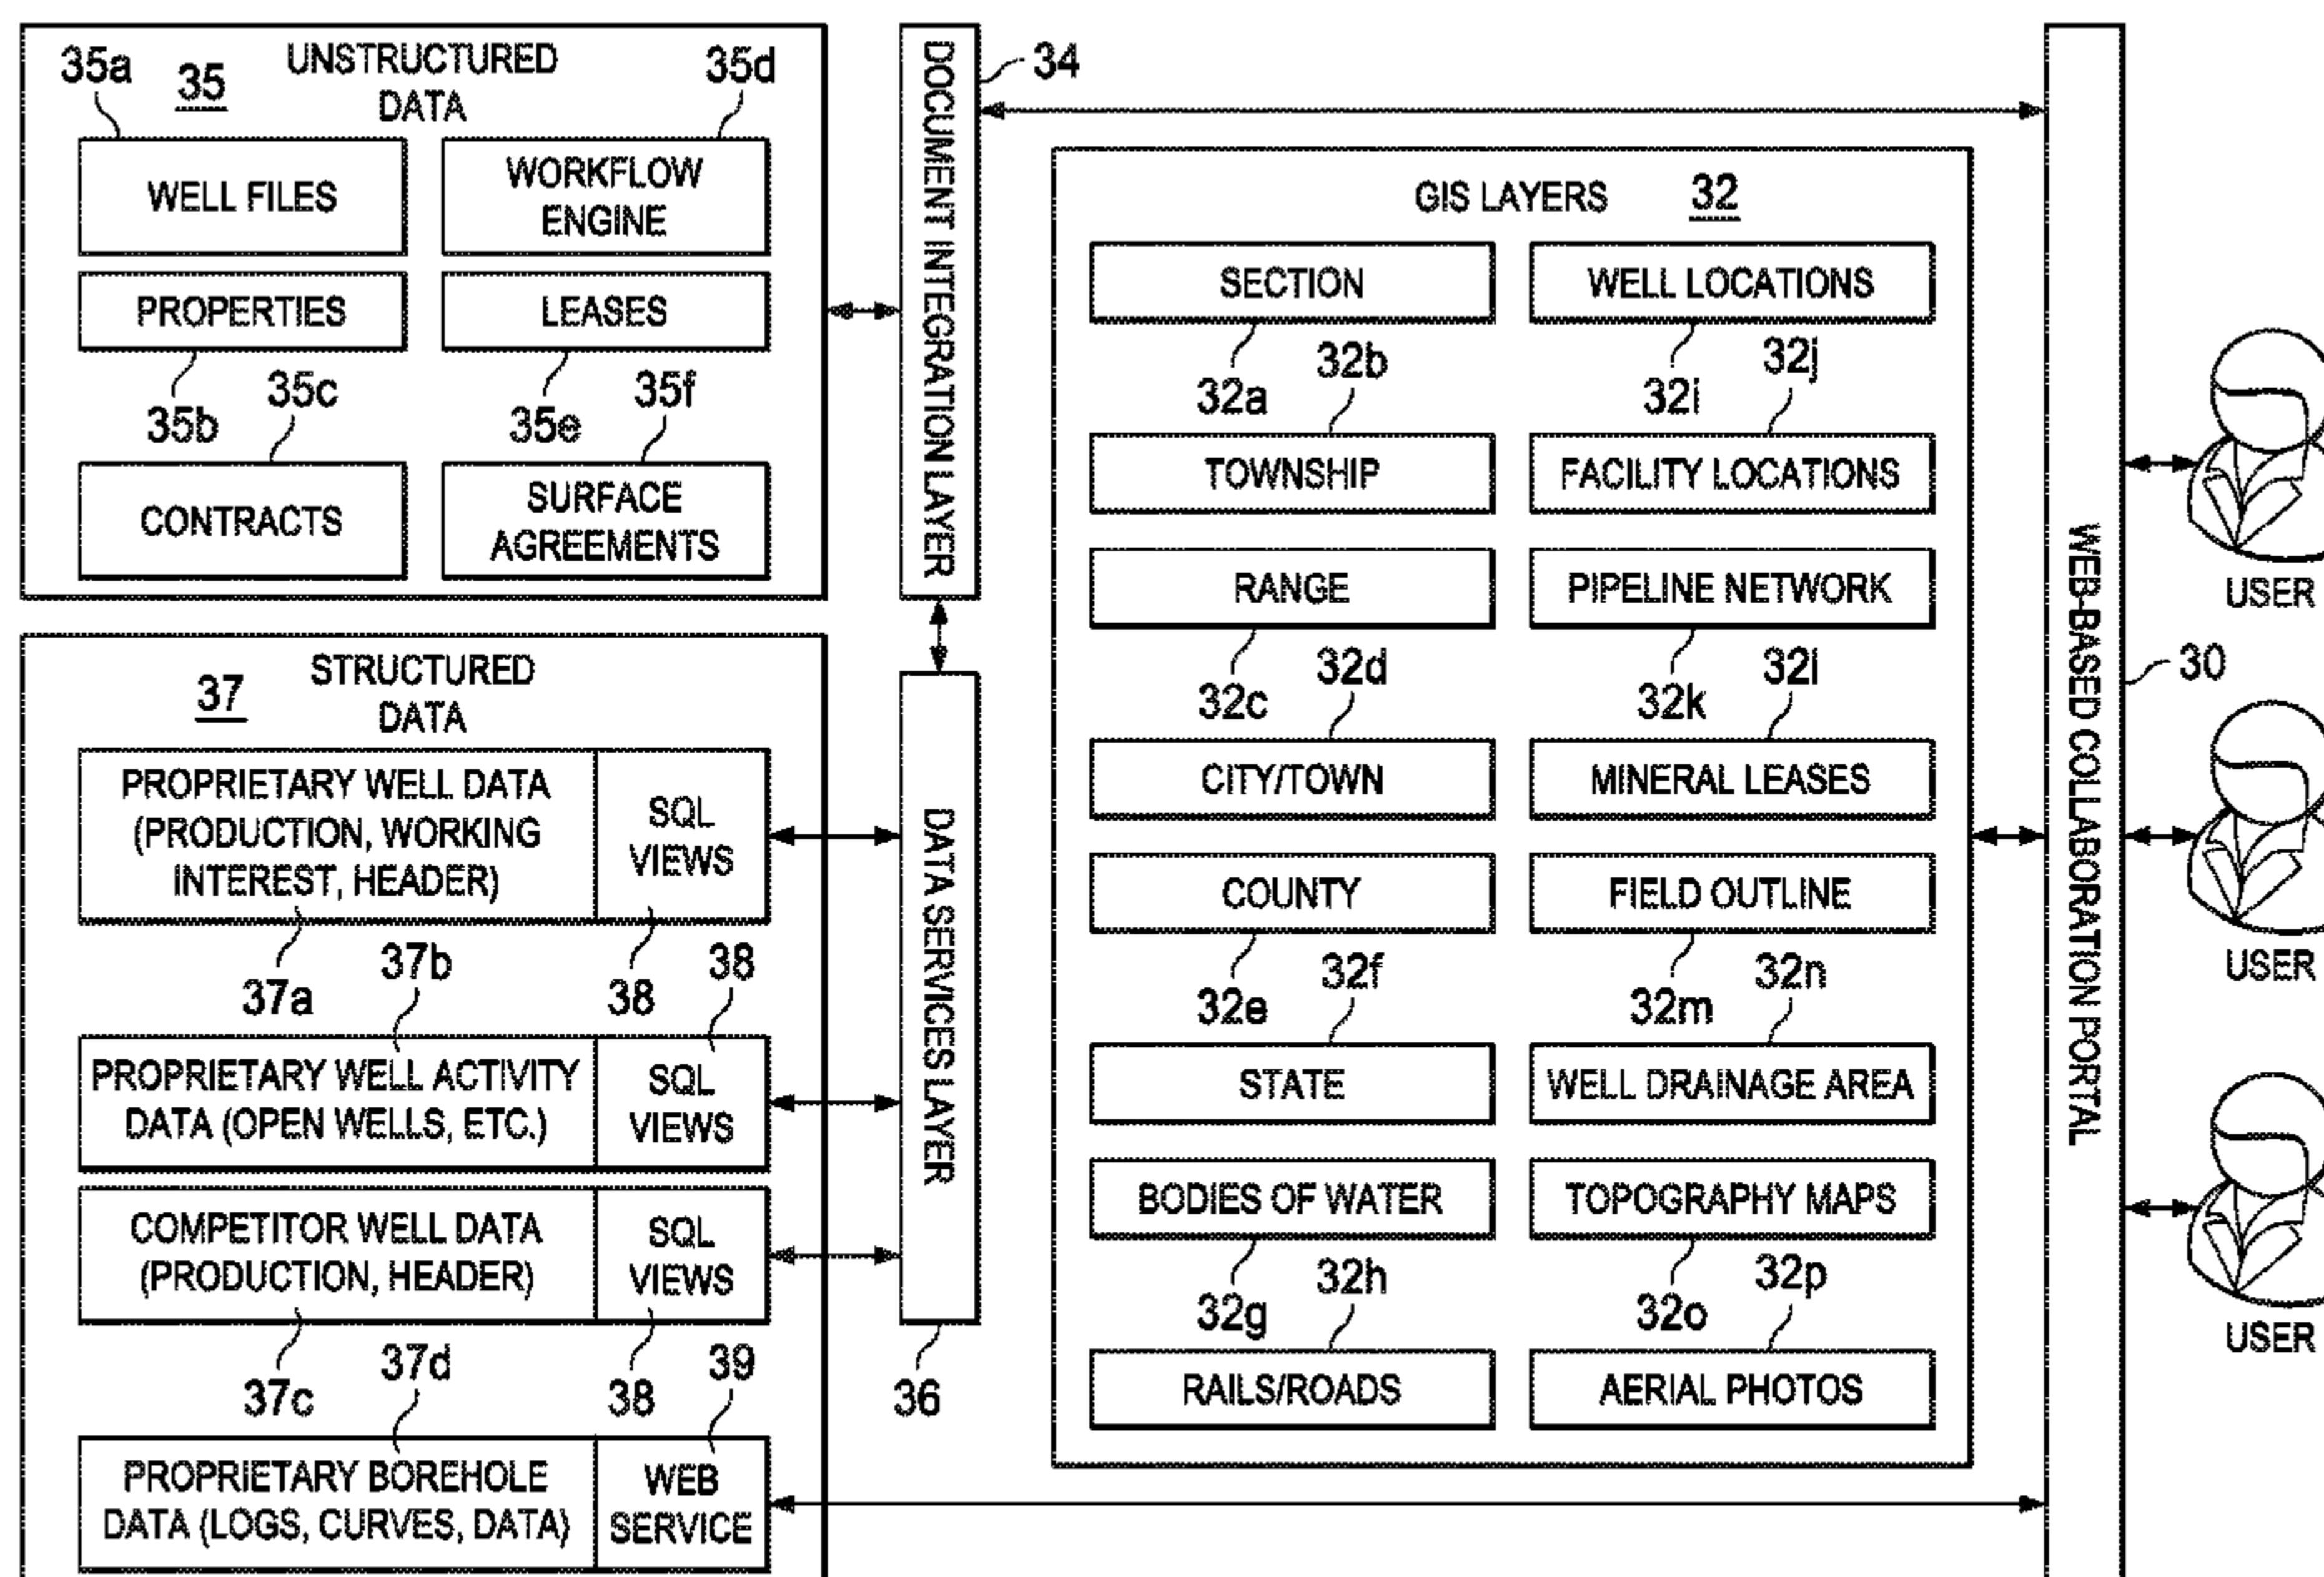 35a
35
UNSTRUCTURED
DATA
35d
WELL FILES
WORKFLOW
ENGINE
PROPERTIES
LEASES
35b
35c
35e
35f
CONTRACTS
SURFACE
AGREEMENTS
DOCUMENT INTEGRATION LAYER
34
37
STRUCTURED
DATA
PROPRIETARY WELL DATA
(PRODUCTION, WORKING
INTEREST, HEADER)
SQL
VIEWS
37a
37b
38
38
PROPRIETARY WELL ACTIVITY
DATA (OPEN WELLS, ETC.)
SQL
VIEWS
COMPETITOR WELL DATA
(PRODUCTION, HEADER)
SQL
VIEWS
37c
37d
38
39
PROPRIETARY BOREHOLE
DATA (LOGS, CURVES, DATA)
WEB
SERVICE
DATA SERVICES LAYER
36
GIS LAYERS 32
SECTION
WELL LOCATIONS
32a
32b
32i
32j
TOWNSHIP
FACILITY LOCATIONS
RANGE
PIPELINE NETWORK
32c
32d
32k
32l
CITY/TOWN
MINERAL LEASES
COUNTY
FIELD OUTLINE
32e
32f
32m
32n
STATE
WELL DRAINAGE AREA
BODIES OF WATER
TOPOGRAPHY MAPS
32g
32h
32o
32p
RAILS/ROADS
AERIAL PHOTOS
WEB-BASED COLLABORATION PORTAL
30
USER
USER
USER